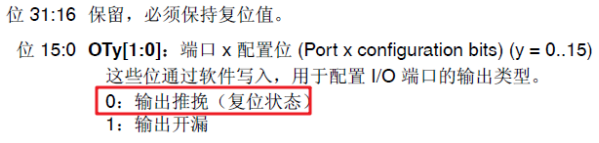 位 31:16 保留，必须保持复位值。
位 15:0 OTy[1:0]：端口 x 配置位 (Port x configuration bits) (y = 0..15)
这些位通过软件写入，用于配置 I/O 端口的输出类型。
0：输出推挽（复位状态）
1：输出开漏